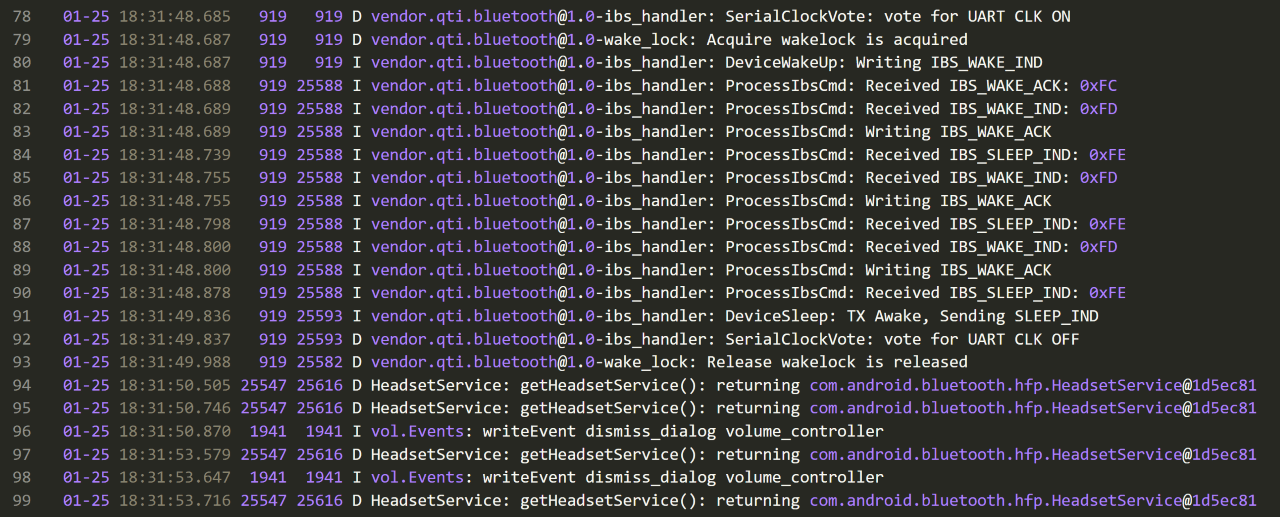 78 01-25 18:31:48.685 919 919 D vendor.qti.bluetooth@1.0-ibs_handler: SerialClockVote: vote for UART CLK ON
79 01-25 18:31:48.687 919 919 D vendor.qti.bluetooth@1.0-wake_lock: Acquire wakelock is acquired
80 01-25 18:31:48.687 919 919 I vendor.qti.bluetooth@1.0-ibs_handler: DeviceWakeUp: Writing IBS_WAKE_IND
81 01-25 18:31:48.688 919 25588 I vendor.qti.bluetooth@1.0-ibs_handler: ProcessIbsCmd: Received IBS_WAKE_ACK: 0xFC
82 01-25 18:31:48.689 919 25588 I vendor.qti.bluetooth@1.0-ibs_handler: ProcessIbsCmd: Received IBS_WAKE_IND: 0xFD
83 01-25 18:31:48.689 919 25588 I vendor.qti.bluetooth@1.0-ibs_handler: ProcessIbsCmd: Writing IBS_WAKE_ACK
84 01-25 18:31:48.739 919 25588 I vendor.qti.bluetooth@1.0-ibs_handler: ProcessIbsCmd: Received IBS_SLEEP_IND: 0xFE
85 01-25 18:31:48.755 919 25588 I vendor.qti.bluetooth@1.0-ibs_handler: ProcessIbsCmd: Received IBS_WAKE_IND: 0xFD
86 01-25 18:31:48.755 919 25588 I vendor.qti.bluetooth@1.0-ibs_handler: ProcessIbsCmd: Writing IBS_WAKE_ACK
87 01-25 18:31:48.798 919 25588 I vendor.qti.bluetooth@1.0-ibs_handler: ProcessIbsCmd: Received IBS_SLEEP_IND: 0xFE
88 01-25 18:31:48.800 919 25588 I vendor.qti.bluetooth@1.0-ibs_handler: ProcessIbsCmd: Received IBS_WAKE_IND: 0xFD
89 01-25 18:31:48.800 919 25588 I vendor.qti.bluetooth@1.0-ibs_handler: ProcessIbsCmd: Writing IBS_WAKE_ACK
90 01-25 18:31:48.878 919 25588 I vendor.qti.bluetooth@1.0-ibs_handler: ProcessIbsCmd: Received IBS_SLEEP_IND: 0xFE
91 01-25 18:31:49.836 919 25593 I vendor.qti.bluetooth@1.0-ibs_handler: DeviceSleep: TX Awake, Sending SLEEP_IND
92 01-25 18:31:49.837 919 25593 D vendor.qti.bluetooth@1.0-ibs_handler: SerialClockVote: vote for UART CLK OFF
93 01-25 18:31:49.988 919 25582 D vendor.qti.bluetooth@1.0-wake_lock: Release wakelock is released
94 01-25 18:31:50.505 25547 25616 D HeadsetService: getHeadsetService(): returning com.android.bluetooth.hfp.HeadsetService@1d5ec81
95 01-25 18:31:50.746 25547 25616 D HeadsetService: getHeadsetService(): returning com.android.bluetooth.hfp.HeadsetService@1d5ec81
96 01-25 18:31:50.870 1941 1941 I vol.Events: writeEvent dismiss_dialog volume_controller
97 01-25 18:31:53.579 25547 25616 D HeadsetService: getHeadsetService(): returning com.android.bluetooth.hfp.HeadsetService@1d5ec81
98 01-25 18:31:53.647 1941 1941 I vol.Events: writeEvent dismiss_dialog volume_controller
99 01-25 18:31:53.716 25547 25616 D HeadsetService: getHeadsetService(): returning com.android.bluetooth.hfp.HeadsetService@1d5ec81